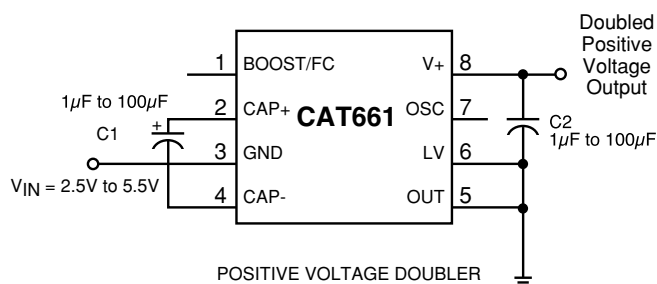 Doubled
Positive
Voltage
Output
1 BOOST/FC V+ 8
1µF to 100µF
C1
+
2 CAP+ CAT661 OSC 7
C2
1µF to 100µF
3 GND LV 6
VIN = 2.5V to 5.5V
4 CAP- OUT 5
POSITIVE VOLTAGE DOUBLER